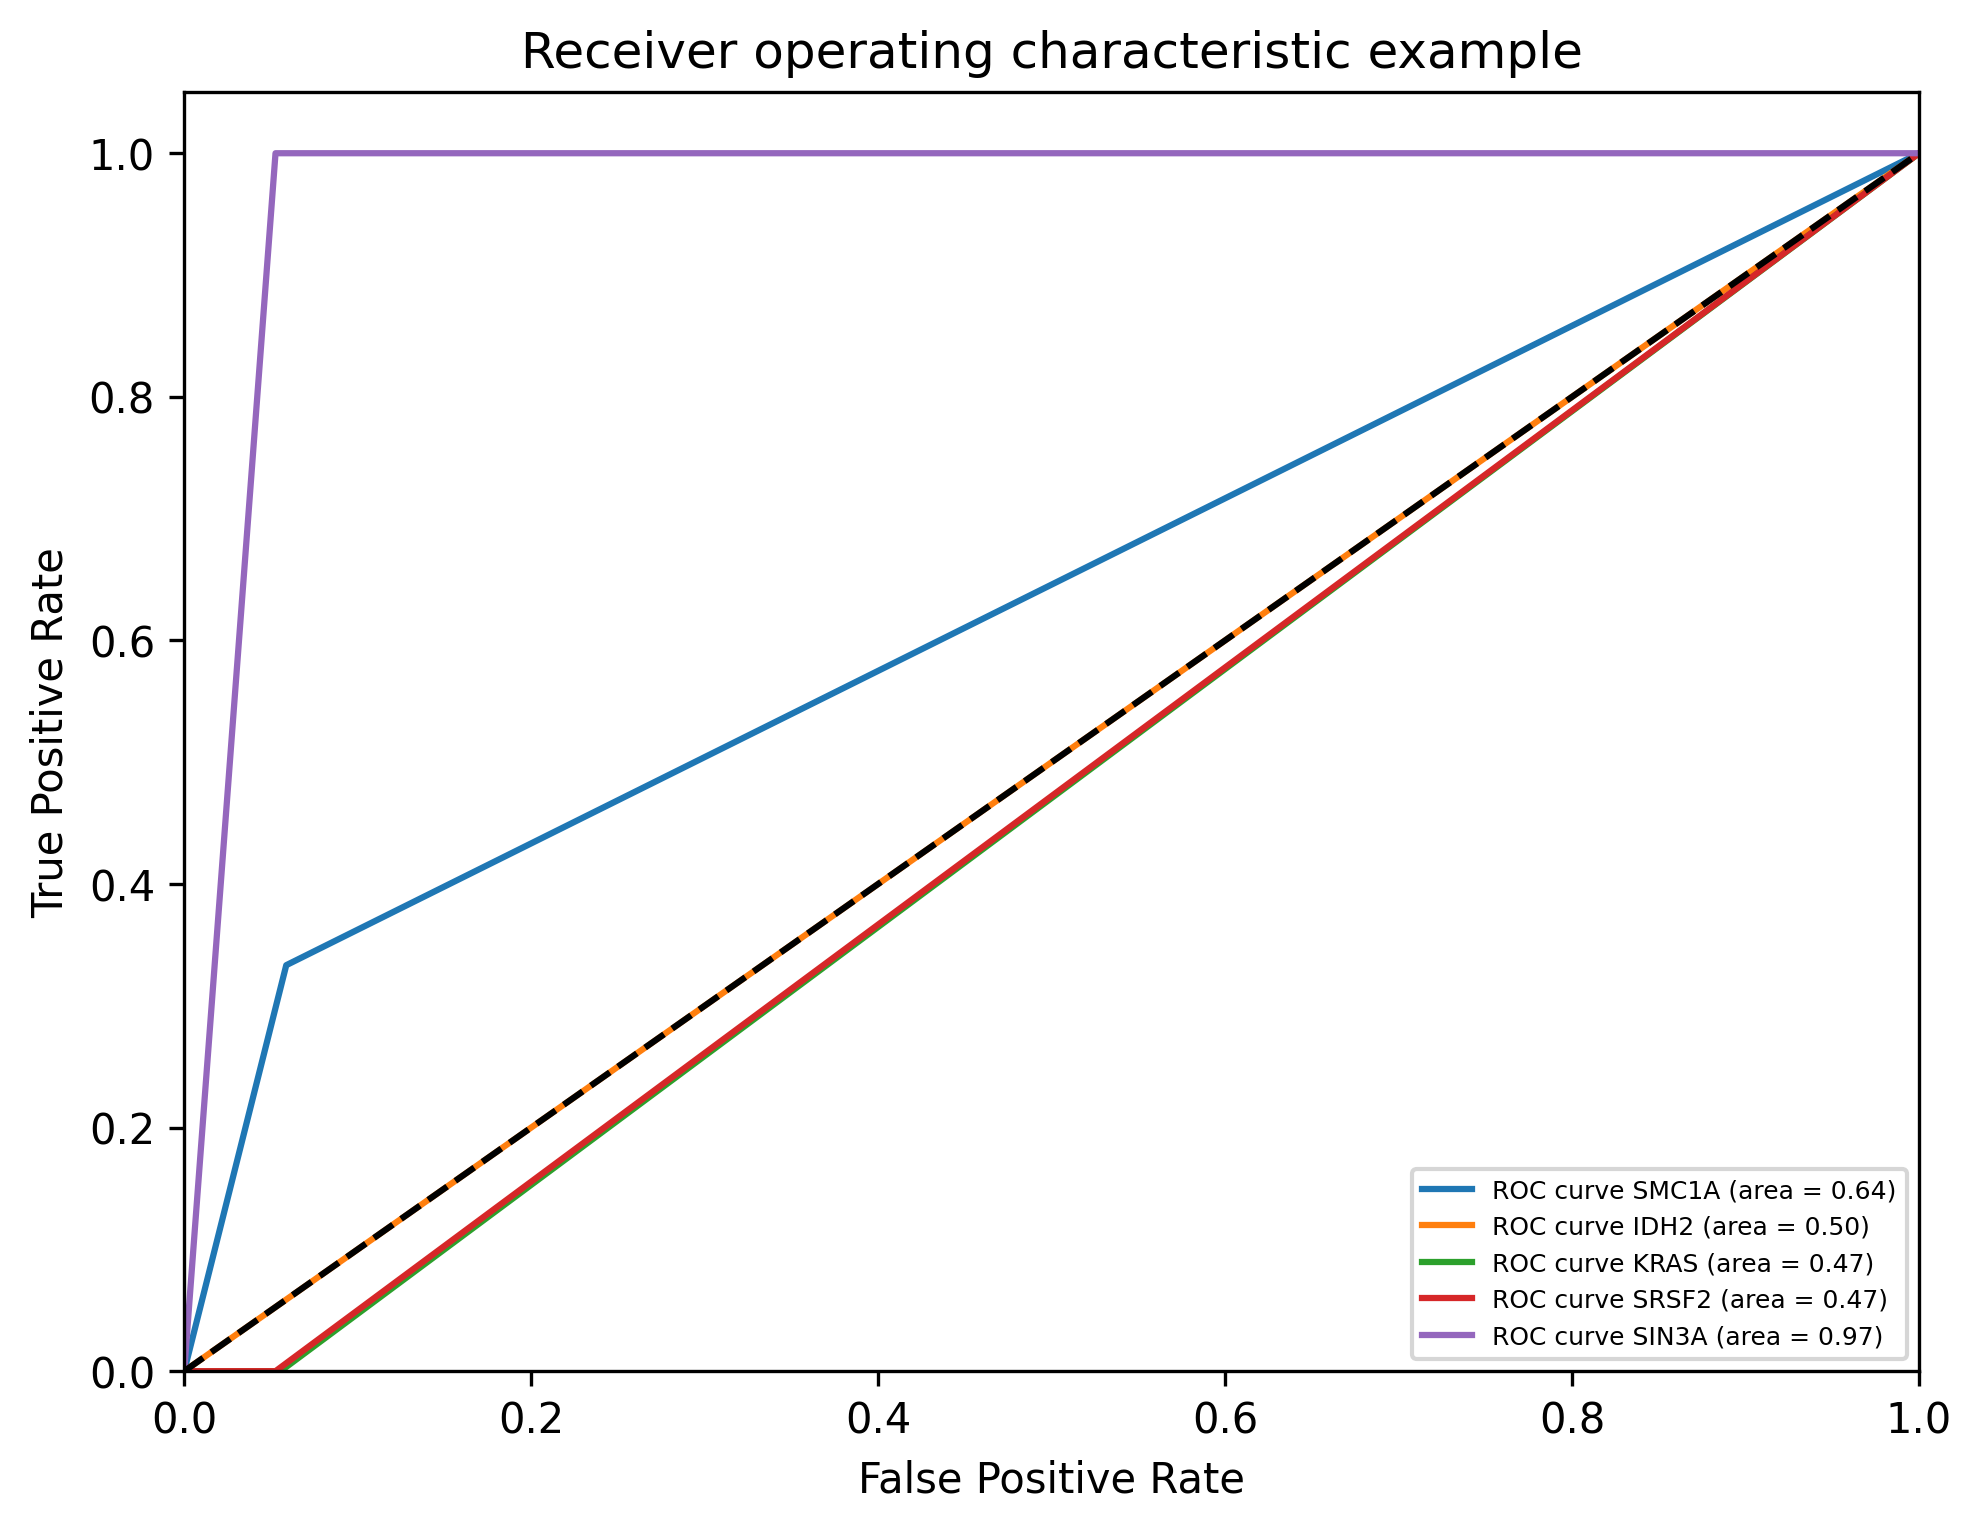 Receiver operating characteristic example
1.0
0.8
0.6
0.4
0.2
0.0
True Positive Rate
ROC curve SMC1A (area = 0.64)
ROC curve IDH2 (area = 0.50)
ROC curve KRAS (area = 0.47)
ROC curve SRSF2 (area = 0.47)
ROC curve SIN3A (area = 0.97)
0.0 0.2 0.4 0.6 0.8 1.0
False Positive Rate